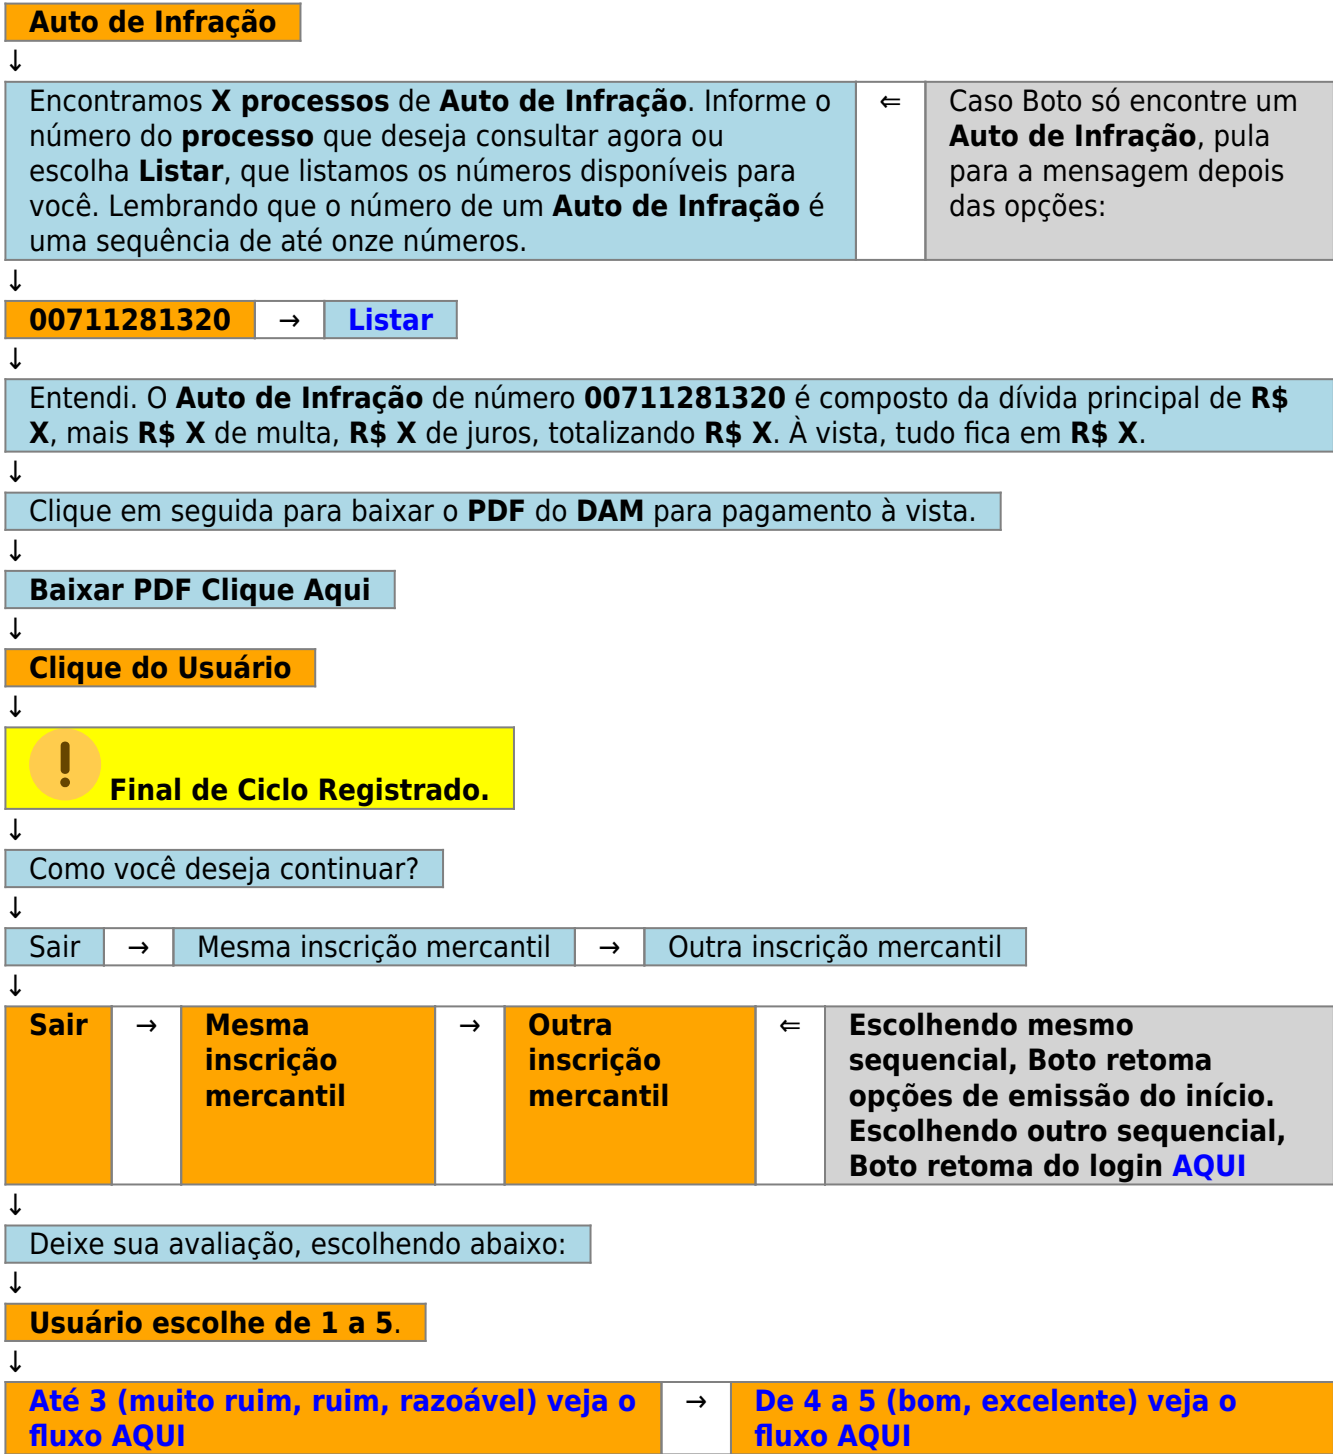 Auto de Infração
↓
Encontramos X processos de Auto de Infração. Informe o
número do processo que deseja consultar agora ou
escolha Listar, que listamos os números disponíveis para
você. Lembrando que o número de um Auto de Infração é
uma sequência de até onze números.
⇐
Caso Boto só encontre um
Auto de Infração, pula
para a mensagem depois
das opções:
↓
00711281320 → Listar
↓
Entendi. O Auto de Infração de número 00711281320 é composto da dívida principal de R$
X, mais R$ X de multa, R$ X de juros, totalizando R$ X. À vista, tudo fica em R$ X.
↓
Clique em seguida para baixar o PDF do DAM para pagamento à vista.
↓
Baixar PDF Clique Aqui
↓
Clique do Usuário
↓
Final de Ciclo Registrado.
↓
Como você deseja continuar?
↓
Sair → Mesma inscrição mercantil → Outra inscrição mercantil
↓
Sair
→
Mesma
inscrição
mercantil
→
Outra
inscrição
mercantil
⇐
Escolhendo mesmo
sequencial, Boto retoma
opções de emissão do início.
Escolhendo outro sequencial,
Boto retoma do login AQUI
↓
Deixe sua avaliação, escolhendo abaixo:
↓
Usuário escolhe de 1 a 5.
↓
Até 3 (muito ruim, ruim, razoável) veja o
fluxo AQUI
→
De 4 a 5 (bom, excelente) veja o
fluxo AQUI